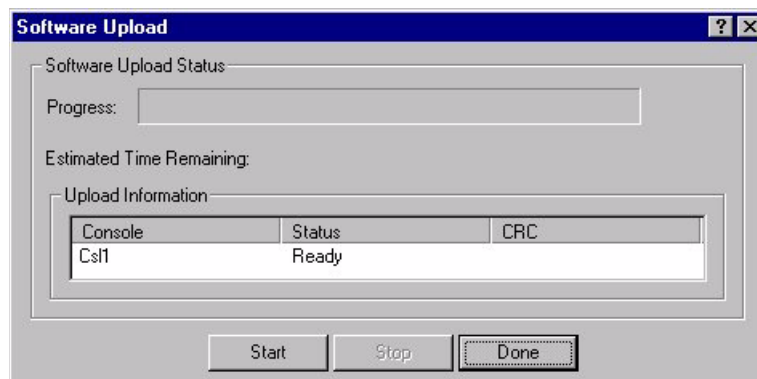 Software Upload
Software Upload Status
Progress:
Estimated Time Remaining:
Upload Information
Console Status CRC
Csl1 Ready
Start Stop Done